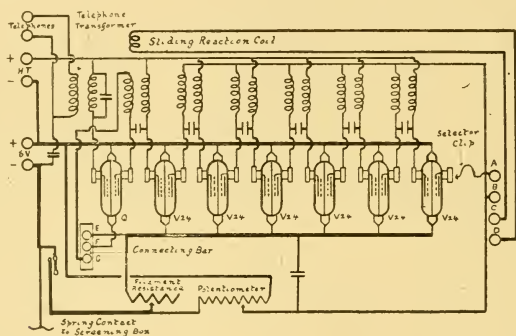 Telephones
Telephone
Transformer
Sliding Reaction Coil
+
HT
-
+
6V
-
Selector
Clip
A
B
C
D
Q
V24
V24
V24
V24
V24
V24
E
F
G
Connecting Bar
Filament
Resistance
Potentiometer
Spring Contact
to Screening Box